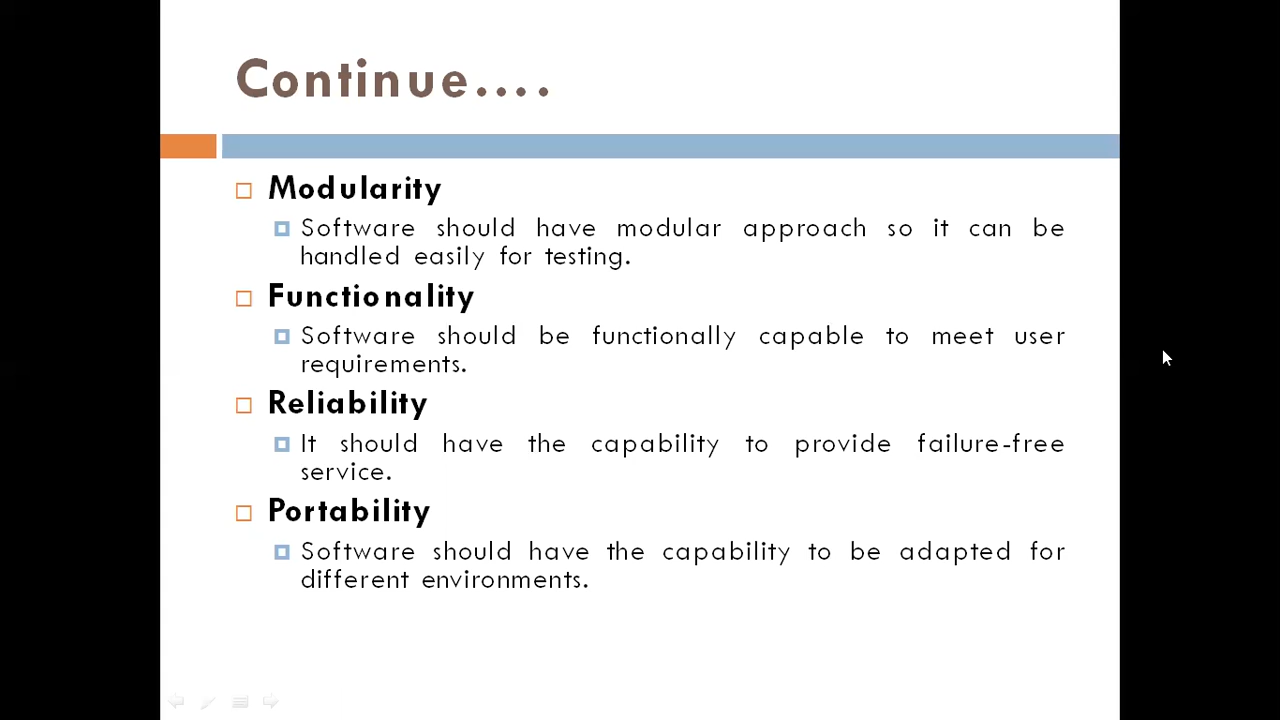 Continue....
Modularity
Software should have modular approach so it can be
handled easily for testing.
Functionality
Software should be functionally capable to meet user
requirements.
Reliability
It should have the capability to provide failure-free
service.
Portability
Software should have the capability to be adapted for
different environments.